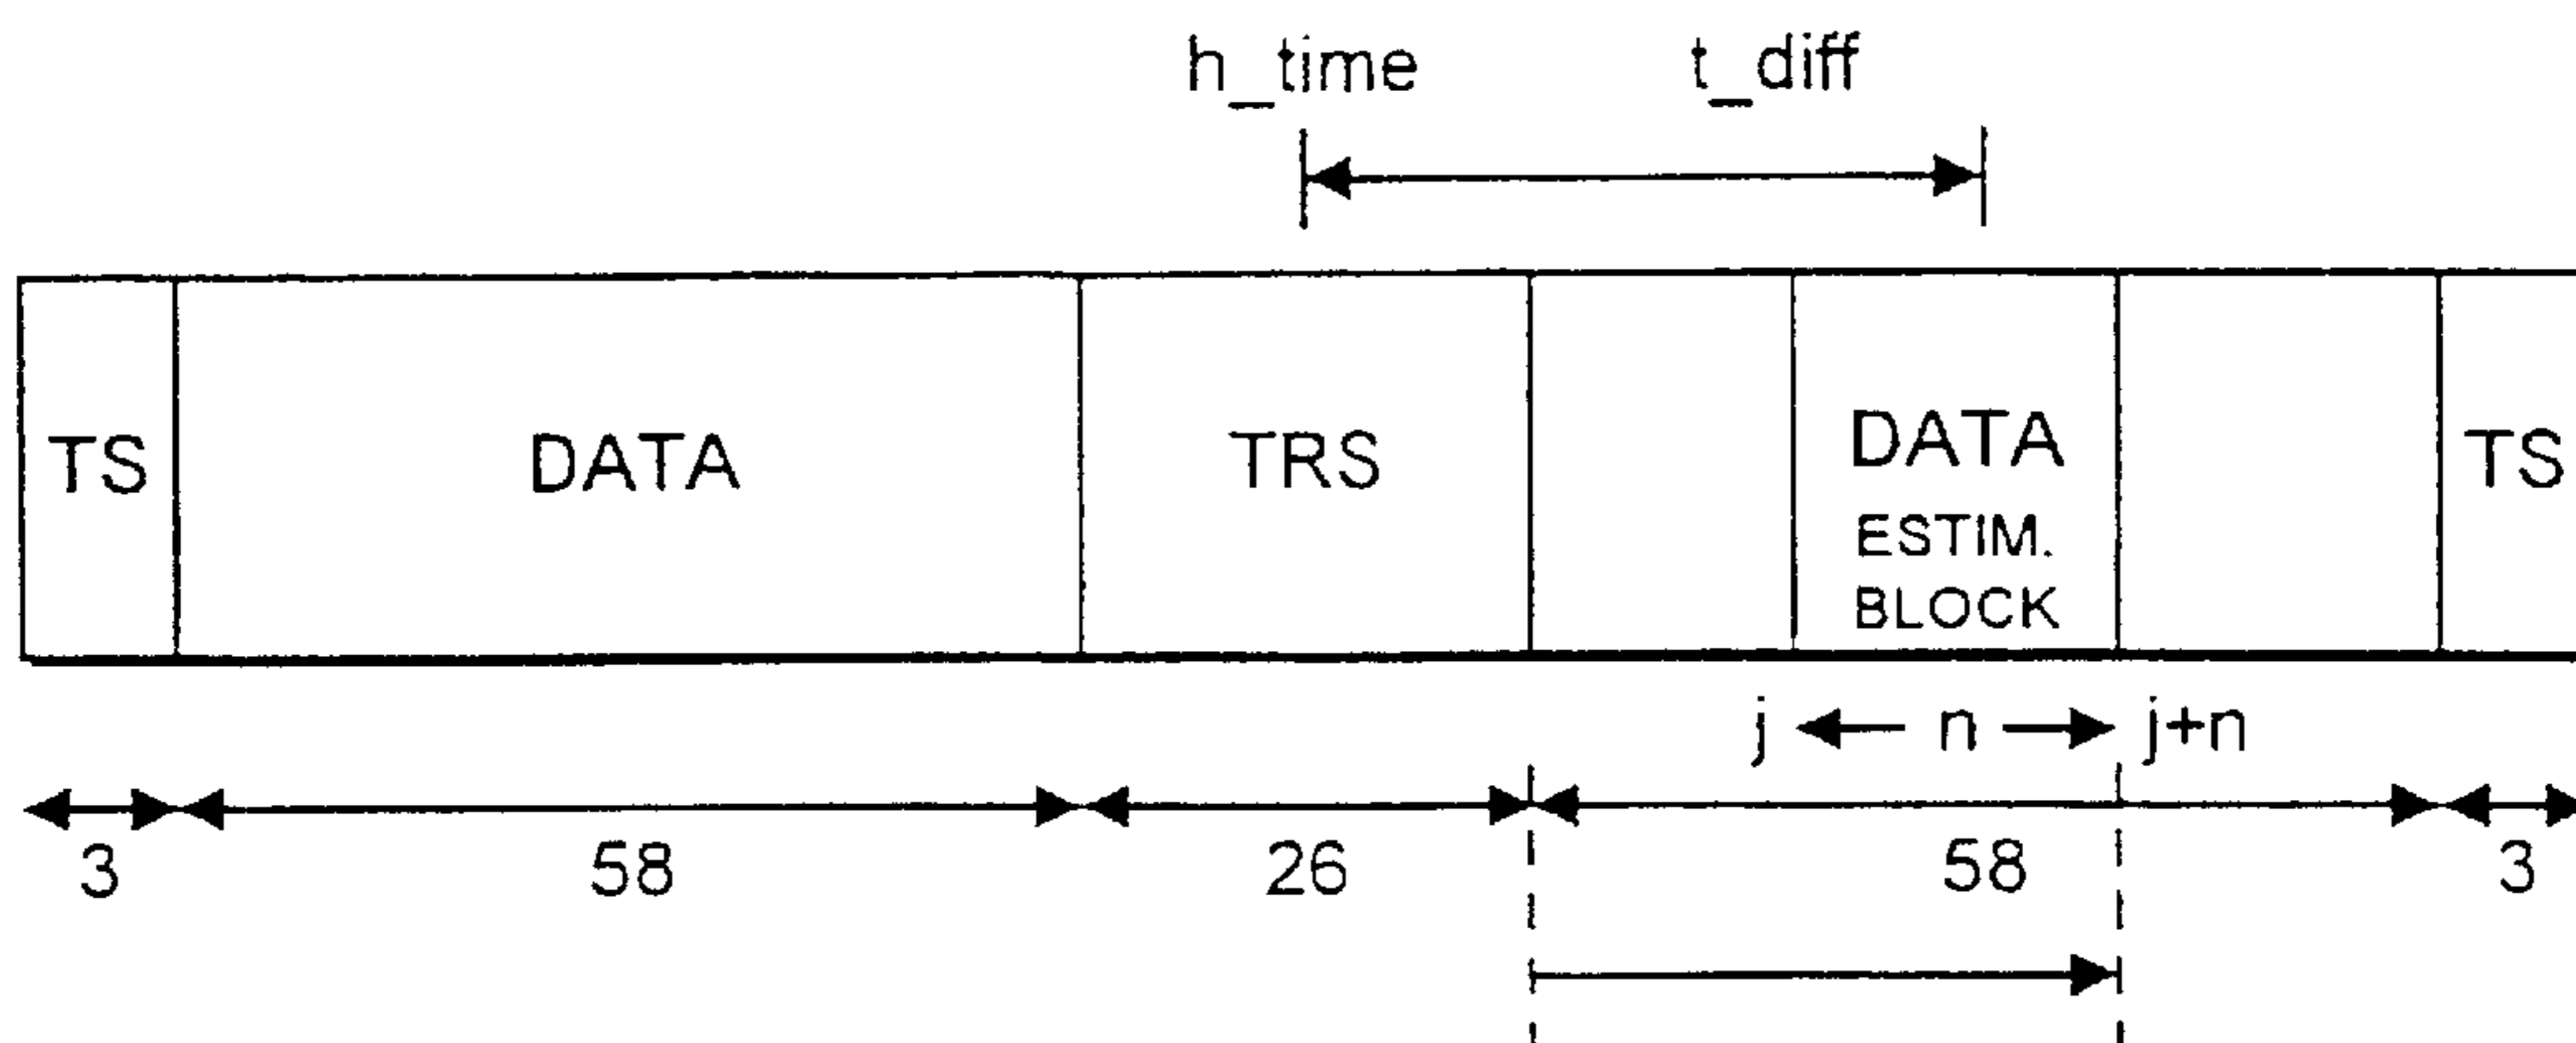 h_time t_diff
TS DATA TRS DATA TS
ESTIM.
BLOCK
j n j+n
3 58 26 58 3